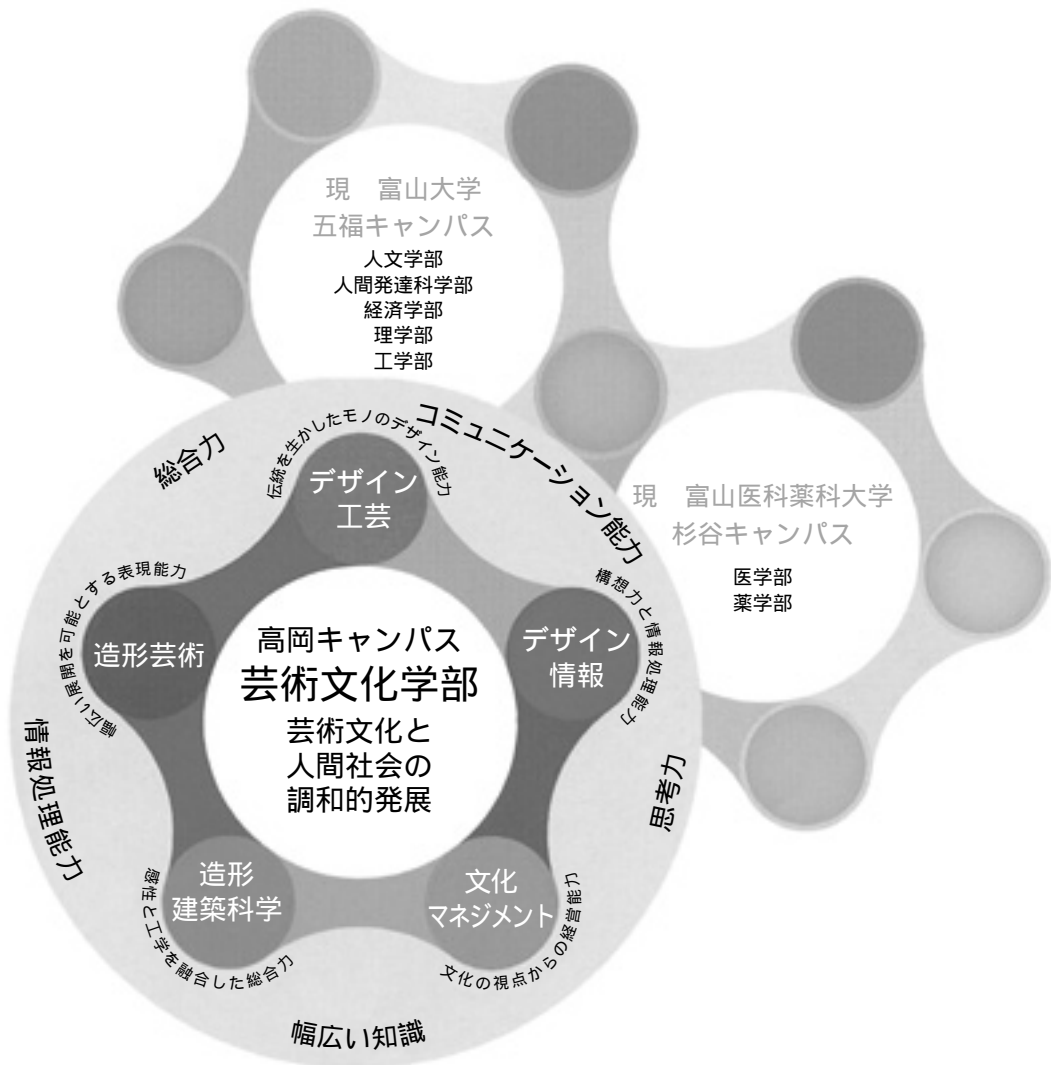 現　富山大学
五福キャンパス
人文学部
人間発達科学部
経済学部
理学部
工学部
現　富山医科薬科大学
杉谷キャンパス
医学部
薬学部
総合力
コミュニケーション能力
思考力
幅広い知識
情報処理能力
伝統を生かしたモノのデザイン能力
デザイン
工芸
構想力と情報処理能力
デザイン
情報
文化の視点からの経営能力
文化
マネジメント
感性と工学を融合した総合力
造形
建築科学
幅広い展開を可能とする表現能力
造形芸術
高岡キャンパス
芸術文化学部
芸術文化と
人間社会の
調和的発展